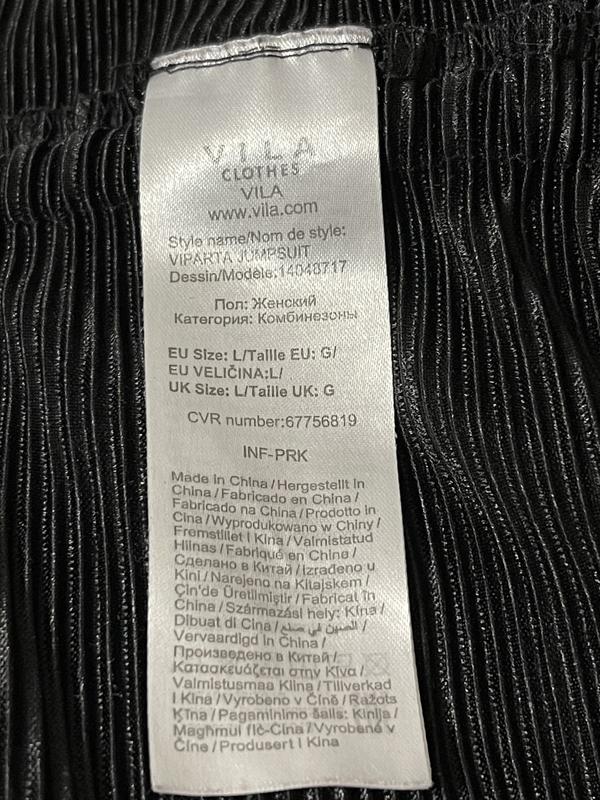 VILA
CLOTHES
VILA
www.vila.com
Style name/Nom de style:
VIPARTA JUMPSUIT
Dessin/Modèle:14048717
Пол: Женский
Категория: Комбинезоны
EU Size: L/Taille EU: G/
EU VELIČINA:L/
UK Size: L/Taille UK: G
CVR number:67756819
INF-PRK
Made in China/Hergestellt in
China/Fabricado en China/
Fabricado na China/Prodotto in
Cina/Wyprodukowano w Chiny/
Fremstillet i Kina/Valmistatud
Hiinas/Fabriqué en Chine/
Сделано в Китай/Izrađeno u
Kini/Narejeno na Kitajskem/
Çin'de Üretilmiştir/Fabricat în
China/Származási hely: Kína/
Dibuat di Cina/الصين في صنع/
Vervaardigd in China/
Произведено в Китай/
Κατασκευάζεται στην Κίνα/
Valmistusmaa Kiina/Tillverkad
i Kina/Vyrobeno v Číně/Ražots
Ķīna/Pagaminimo šalis: Kinija/
Magħmul fiċ-Ċina/Vyrobené v
Číne/Produsert i Kina